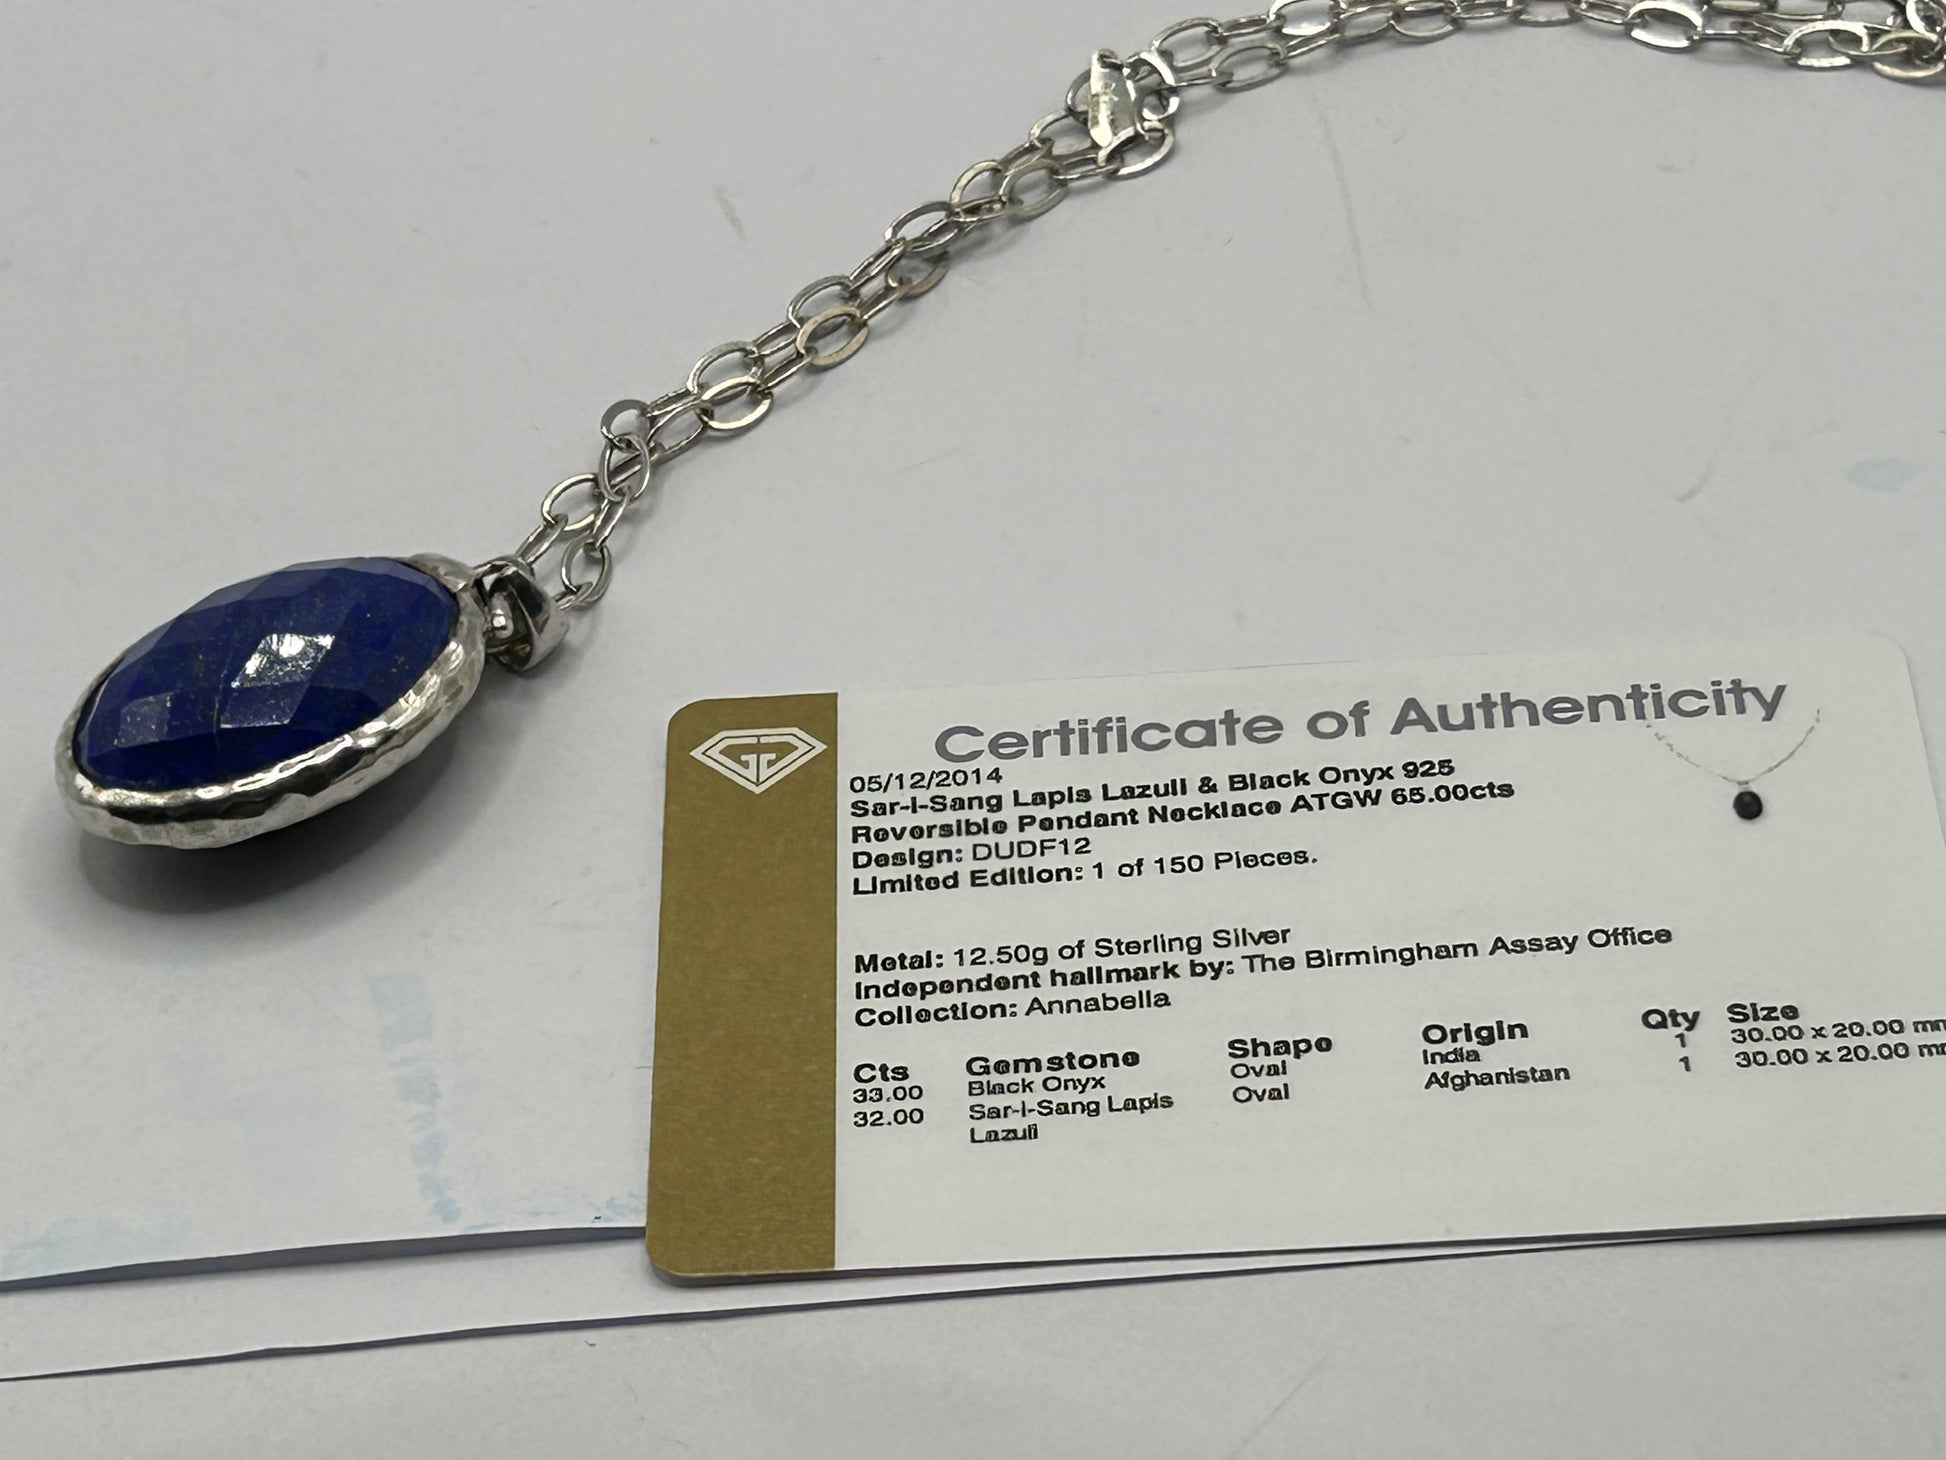 Certificate of Authenticity
05/12/2014
Sar-i-Sang Lapis Lazuli & Black Onyx 925
Reversible Pendant Necklace ATGW 65.00cts
Design: DUDF12
Limited Edition: 1 of 150 Pieces.
Metal: 12.50g of Sterling Silver
Independent hallmark by: The Birmingham Assay Office
Collection: Annabella
Cts Gemstone Shape Origin Qty Size
33.00 Black Onyx Oval India 1 30.00 x 20.00 mm
32.00 Sar-i-Sang Lapis Oval Afghanistan 1 30.00 x 20.00 mm
Lazuli